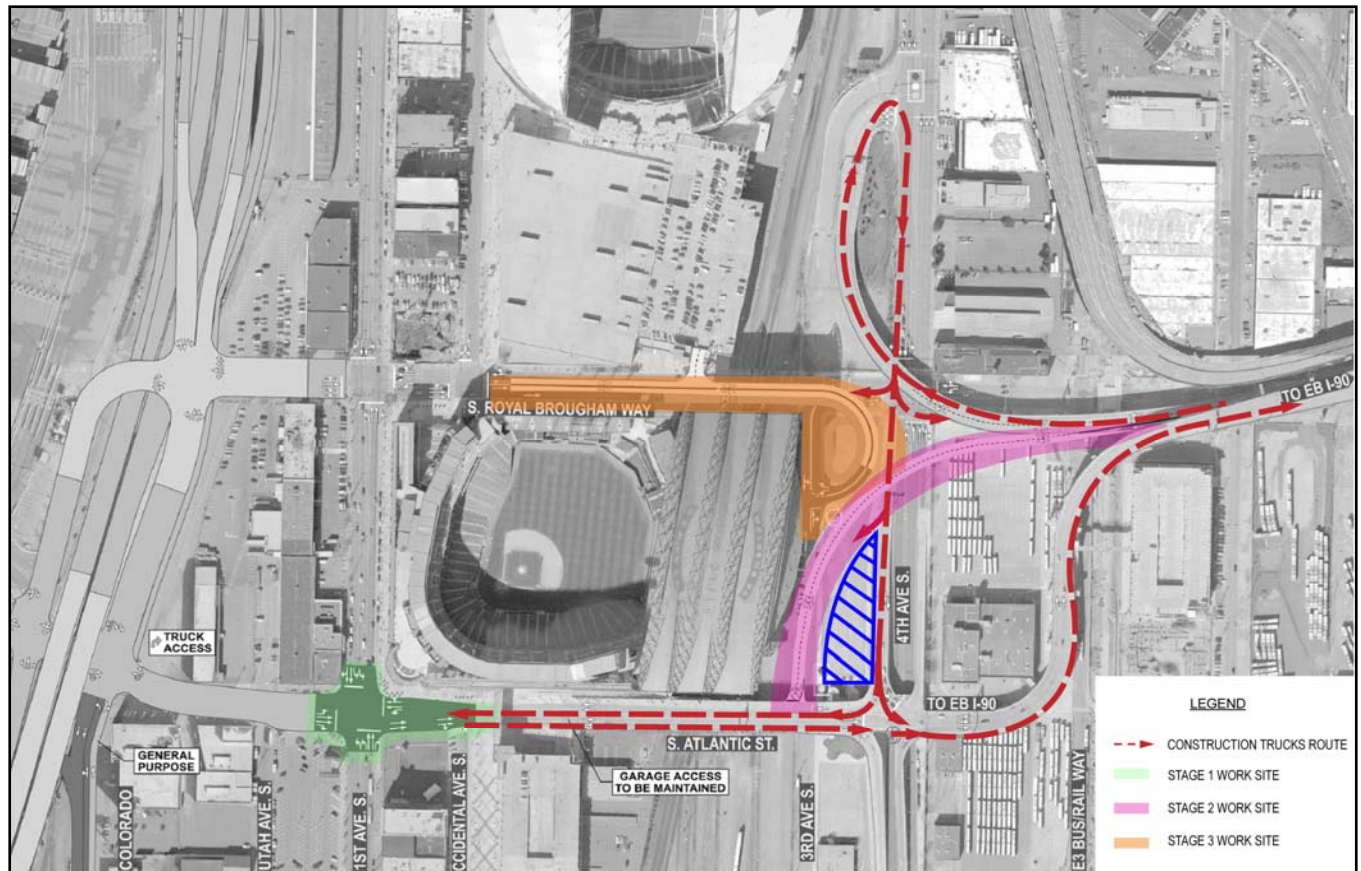 TO EB I-90
S. ROYAL BROUGHAM WAY
4TH AVE S.
TRUCK
ACCESS
TO EB I-90
S. ATLANTIC ST.
GENERAL
PURPOSE
GARAGE ACCESS
TO BE MAINTAINED
COLORADO
UTAH AVE. S.
1ST AVE. S.
CCIDENTAL AVE. S.
3RD AVE S.
E3 BUS/RAIL WAY
LEGEND
CONSTRUCTION TRUCKS ROUTE
STAGE 1 WORK SITE
STAGE 2 WORK SITE
STAGE 3 WORK SITE